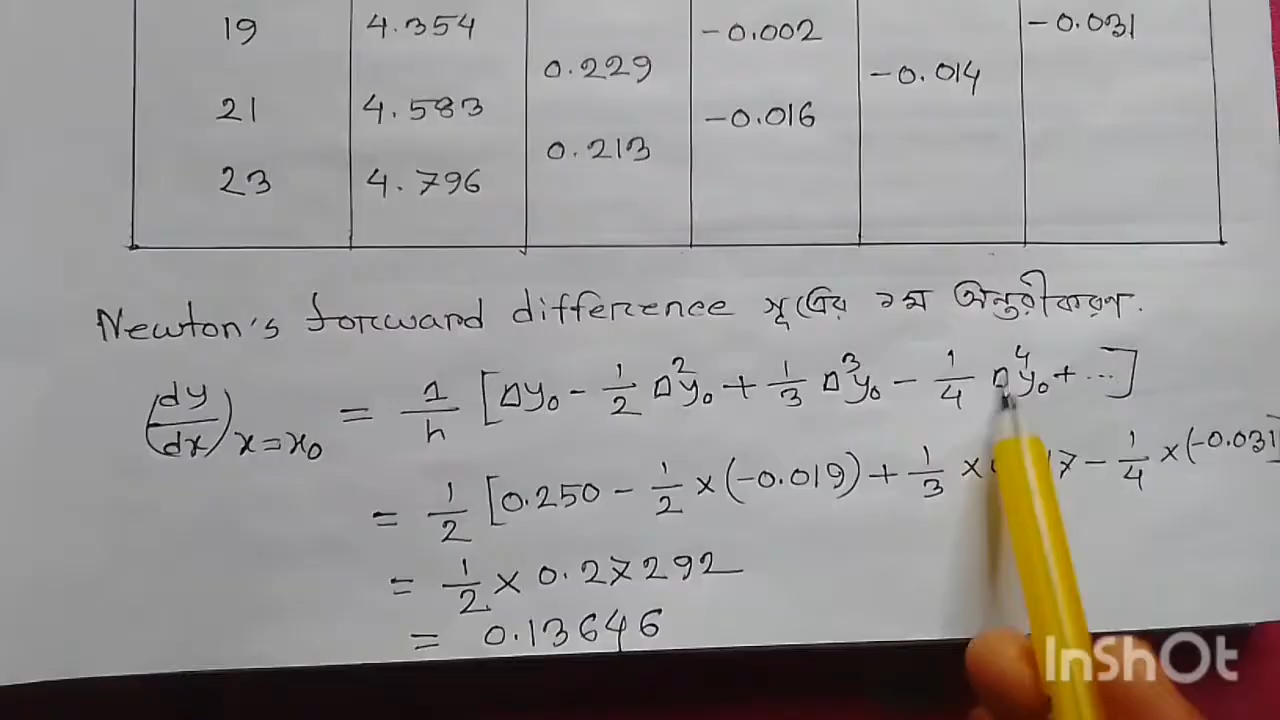 19 4.354 -0.002 -0.031
0.229 -0.014
21 4.583 -0.016
0.213
23 4.796
Newton's forward difference সূত্রের ১ম অন্তরীকরণ.
(dy/dx)x=x₀ = 1/h [Δy₀ - 1/2 Δ²y₀ + 1/3 Δ³y₀ - 1/4 Δ⁴y₀ + ...]
= 1/2 [0.250 - 1/2 × (-0.019) + 1/3 × 17 - 1/4 × (-0.031]
= 1/2 × 0.27292
= 0.13646
InShOt